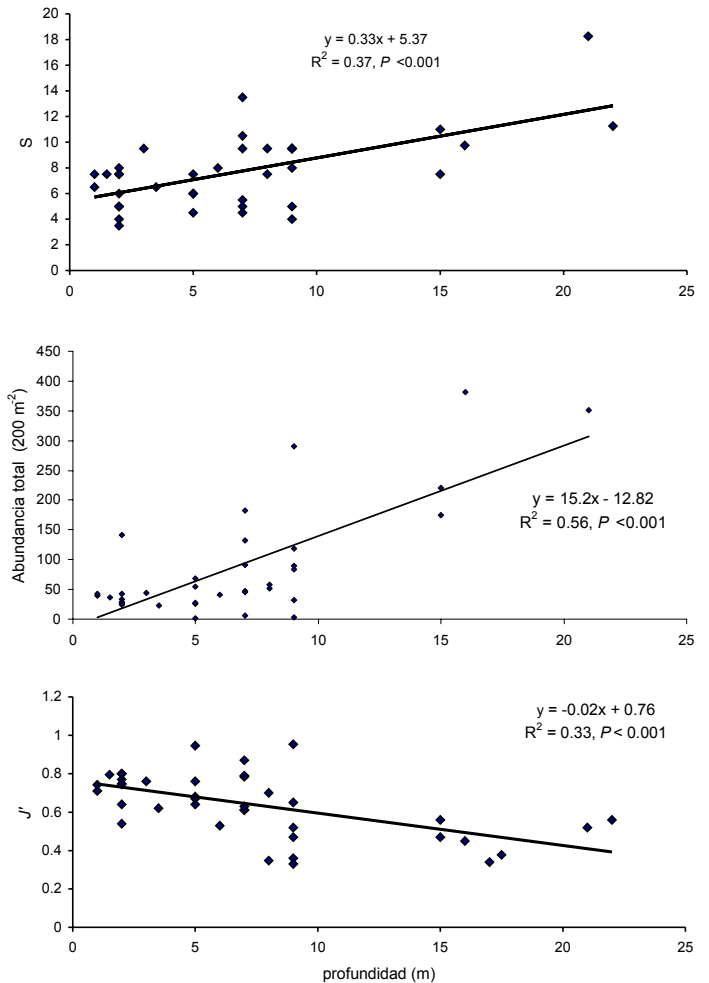 20
18
16
14
12
10
8
6
4
2
0
S
y = 0.33x + 5.37
R² = 0.37, P <0.001
0 5 10 15 20 25
450
400
350
300
250
200
150
100
50
0
Abundancia total (200 m⁻²)
y = 15.2x - 12.82
R² = 0.56, P <0.001
0 5 10 15 20 25
1.2
1
0.8
0.6
0.4
0.2
0
J'
y = -0.02x + 0.76
R² = 0.33, P < 0.001
0 5 10 15 20 25
profundidad (m)